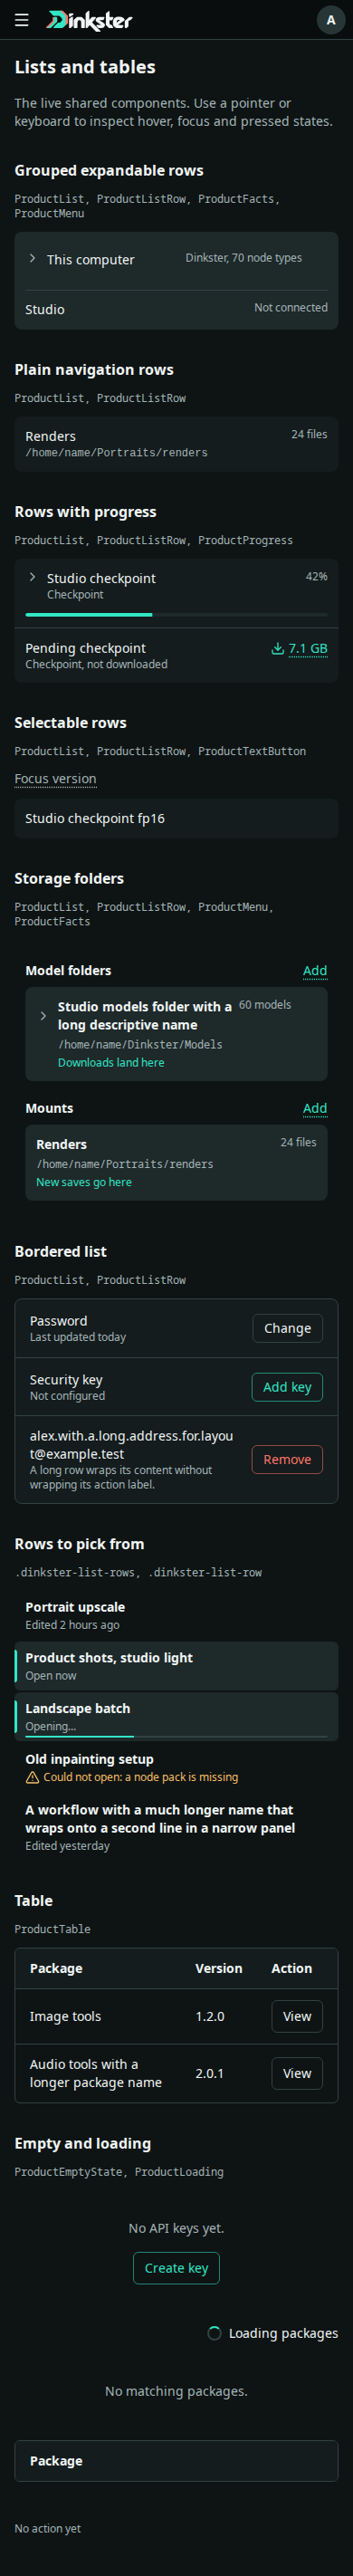 Dinkster
A
Lists and tables
The live shared components. Use a pointer or
keyboard to inspect hover, focus and pressed states.
Grouped expandable rows
ProductList, ProductListRow, ProductFacts,
ProductMenu
This computer
Dinkster, 70 node types
Studio
Not connected
Plain navigation rows
ProductList, ProductListRow
Renders
24 files
/home/name/Portraits/renders
Rows with progress
ProductList, ProductListRow, ProductProgress
Studio checkpoint
42%
Checkpoint
Pending checkpoint
7.1 GB
Checkpoint, not downloaded
Selectable rows
ProductList, ProductListRow, ProductTextButton
Focus version
Studio checkpoint fp16
Storage folders
ProductList, ProductListRow, ProductMenu,
ProductFacts
Model folders
Add
Studio models folder with a
60 models
long descriptive name
/home/name/Dinkster/Models
Downloads land here
Mounts
Add
Renders
24 files
/home/name/Portraits/renders
New saves go here
Bordered list
ProductList, ProductListRow
Password
Last updated today
Change
Security key
Not configured
Add key
alex.with.a.long.address.for.layou
t@example.test
A long row wraps its content without
wrapping its action label.
Remove
Rows to pick from
.dinkster-list-rows, .dinkster-list-row
Portrait upscale
Edited 2 hours ago
Product shots, studio light
Open now
Landscape batch
Opening...
Old inpainting setup
Could not open: a node pack is missing
A workflow with a much longer name that
wraps onto a second line in a narrow panel
Edited yesterday
Table
ProductTable
Package Version Action
Image tools 1.2.0 View
Audio tools with a
longer package name
2.0.1 View
Empty and loading
ProductEmptyState, ProductLoading
No API keys yet.
Create key
Loading packages
No matching packages.
Package
No action yet